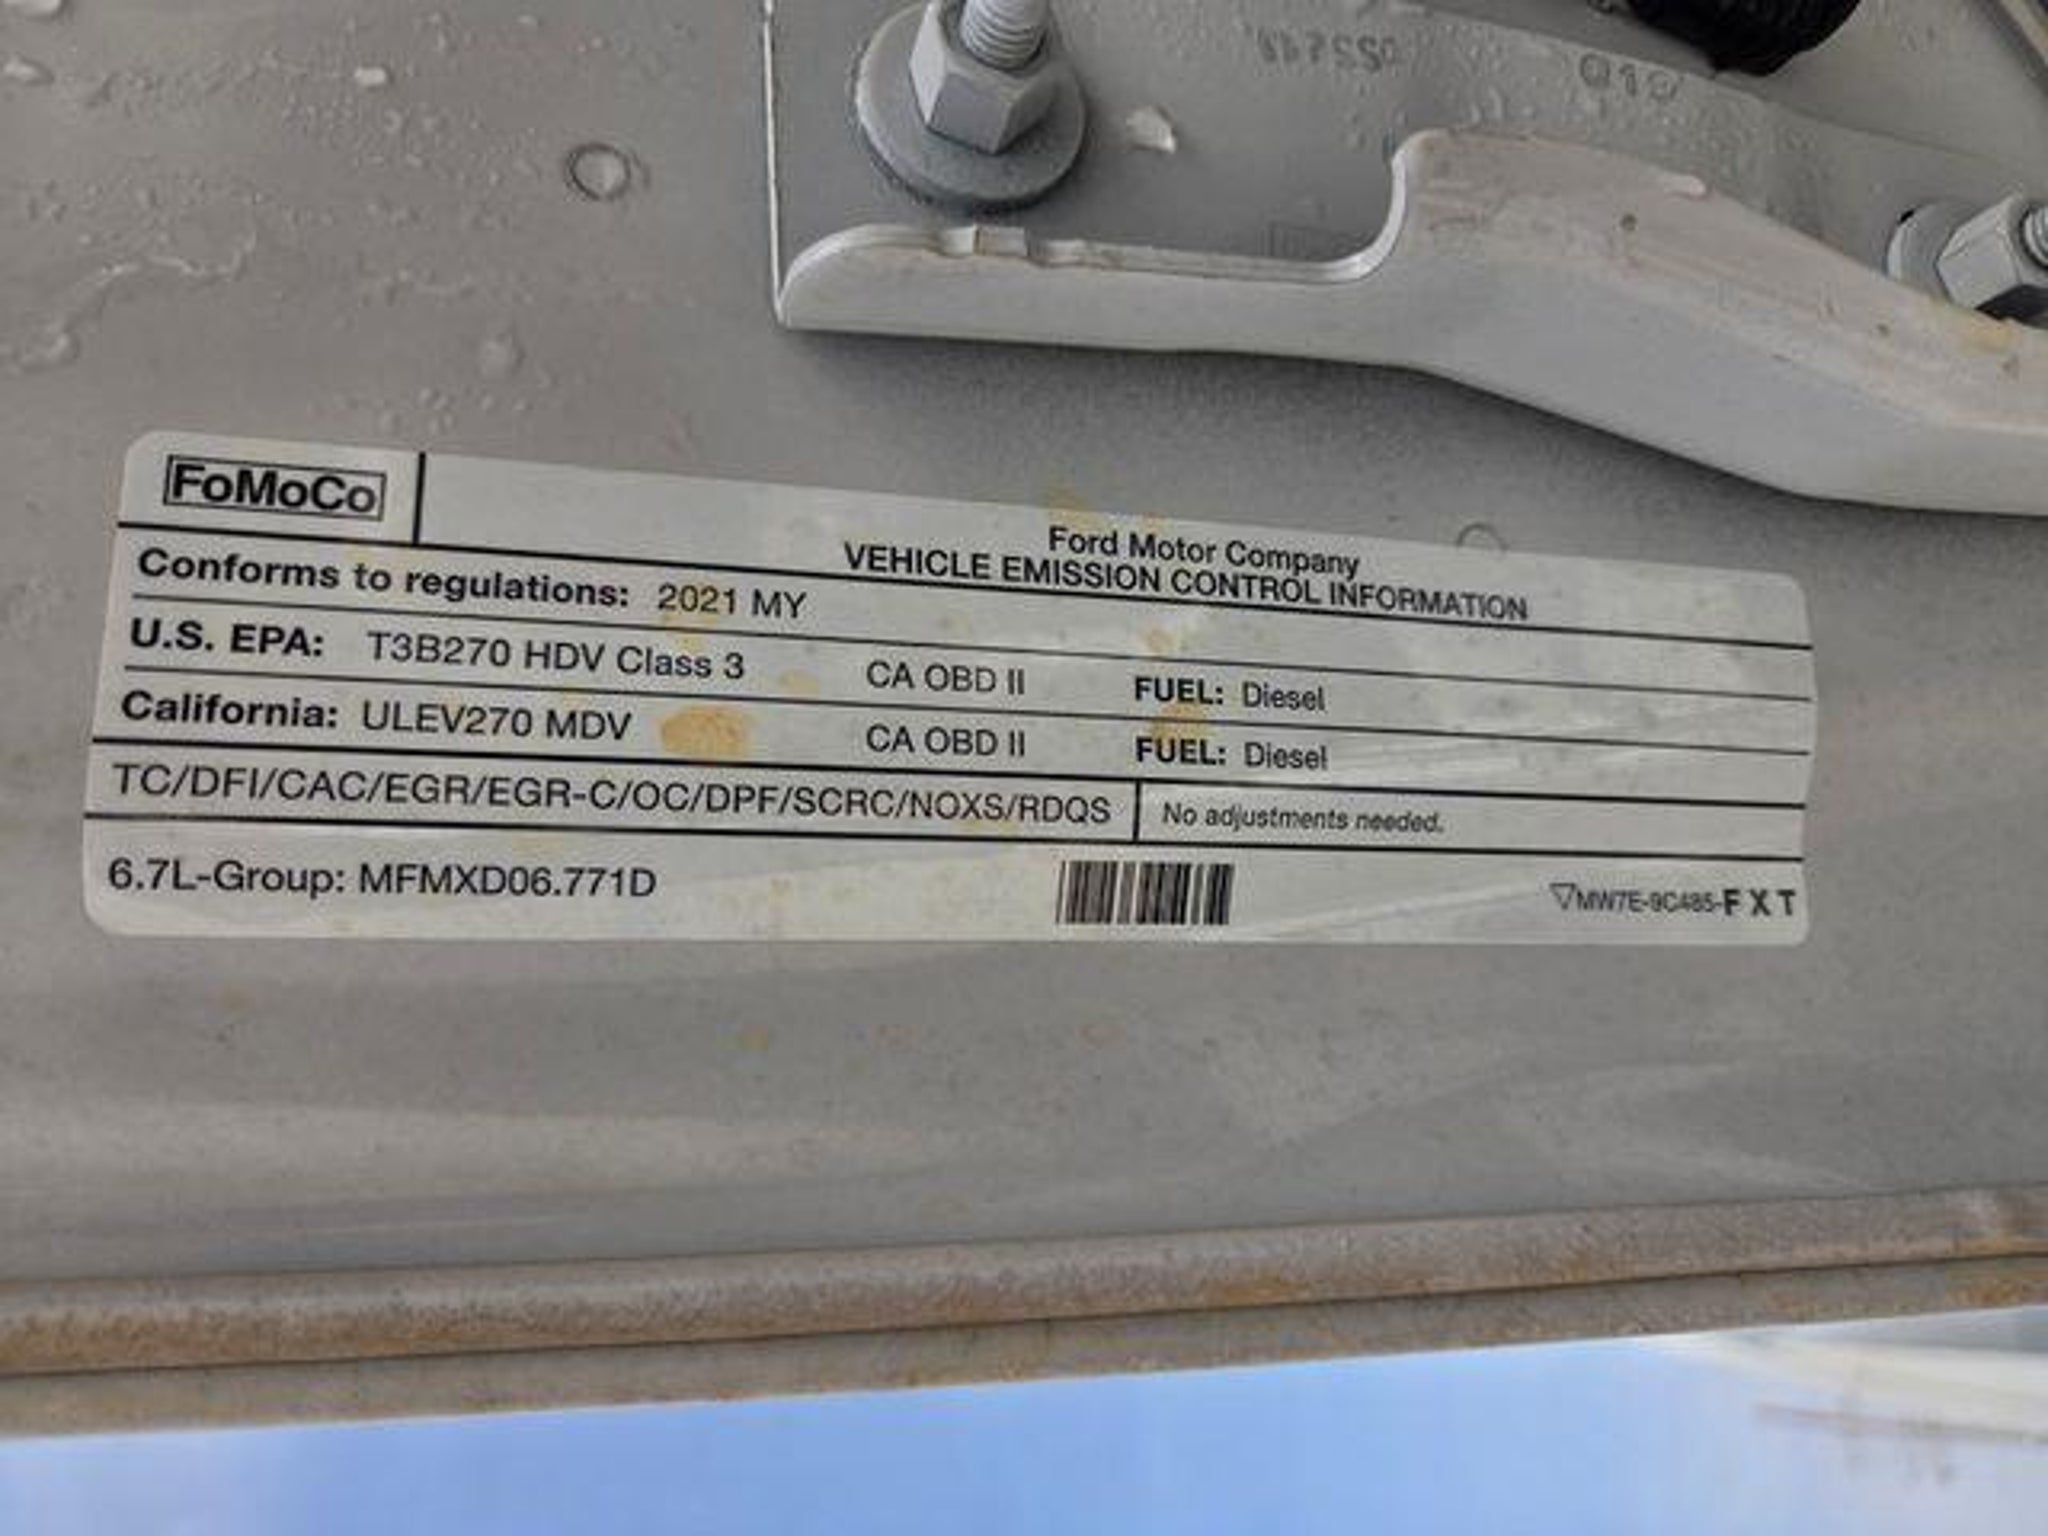 FoMoCo
Ford Motor Company
VEHICLE EMISSION CONTROL INFORMATION
Conforms to regulations: 2021 MY
U.S. EPA: T3B270 HDV Class 3 CA OBD II FUEL: Diesel
California: ULEV270 MDV CA OBD II FUEL: Diesel
TC/DFI/CAC/EGR/EGR-C/OC/DPF/SCRC/NOXS/RDQS No adjustments needed.
6.7L-Group: MFMXD06.771D
MW7E-9C485-F X T